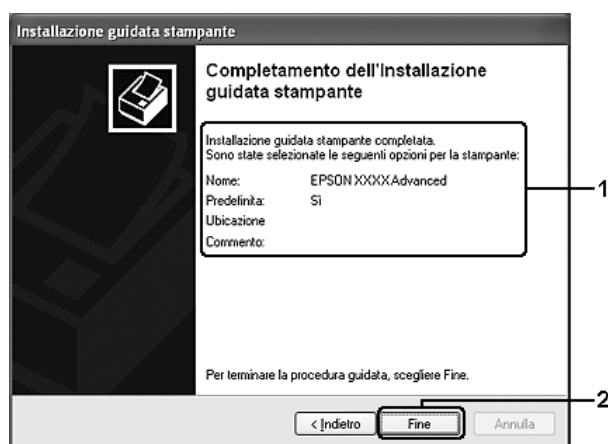 Installazione guidata stampante
Completamento dell'Installazione
guidata stampante
Installazione guidata stampante completata.
Sono state selezionate le seguenti opzioni per la stampante:
Nome: EPSON XXXX Advanced
Predefinita: Sì
Ubicazione
Commento:
1
Per terminare la procedura guidata, scegliere Fine.
2
< Indietro Fine Annulla